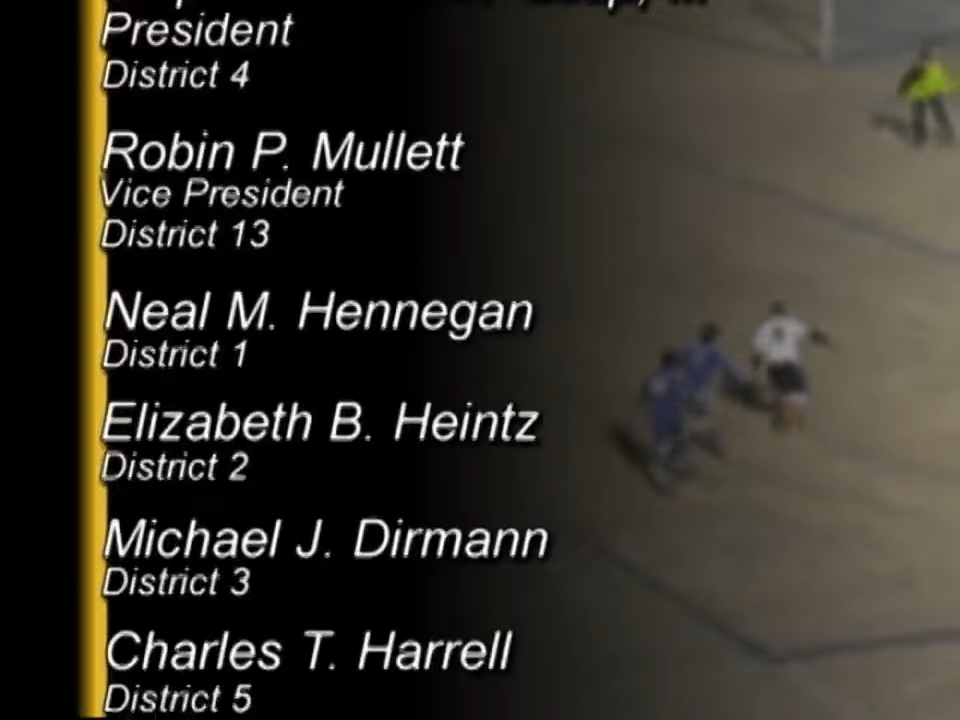 President
District 4
Robin P. Mullett
Vice President
District 13
Neal M. Hennegan
District 1
Elizabeth B. Heintz
District 2
Michael J. Dirmann
District 3
Charles T. Harrell
District 5